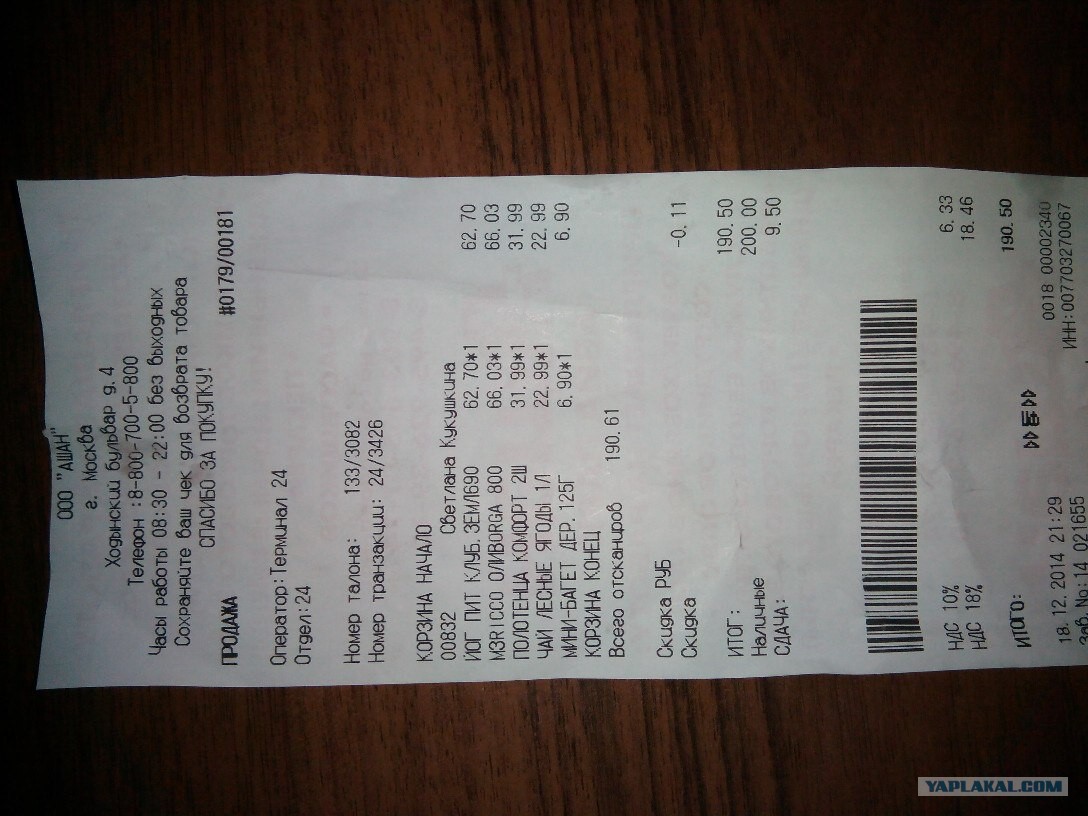 ООО "АШАН"
г. Москва
Ходынский бульвар д.4
Телефон :8-800-700-5-800
Часы работы 08:30 - 22:00 без выходных
Сохраняйте ваш чек для возврата товара
СПАСИБО ЗА ПОКУПКУ!
ПРОДАЖА #0179/00181
Оператор:Терминал 24
Отдел:24
Номер талона: 133/3082
Номер транзакции: 24/3426
КОРЗИНА НАЧАЛО
00832 Светлана Кукушкина
ЙОГ ПИТ КЛУБ.ЗЕМЛ690 62.70*1 62.70
МЗRICCO ОЛИВORGA 800 66.03*1 66.03
ПОЛОТЕНЦА КОМФОРТ 2Ш 31.99*1 31.99
ЧАЙ ЛЕСНЫЕ ЯГОДЫ 1Л 22.99*1 22.99
МИНИ-БАГЕТ ДЕР.125Г 6.90*1 6.90
КОРЗИНА КОНЕЦ
Всего отсканиров 190.61
Скидка РУБ
Скидка -0.11
ИТОГ: 190.50
Наличные 200.00
СДАЧА: 9.50
НДС 10% 6.33
НДС 18% 18.46
ИТОГО: 190.50
18.12.2014 21:29 0018 00002340
Зав.No:14 021655 ИНН:007703270067
YAPLAKAL.COM